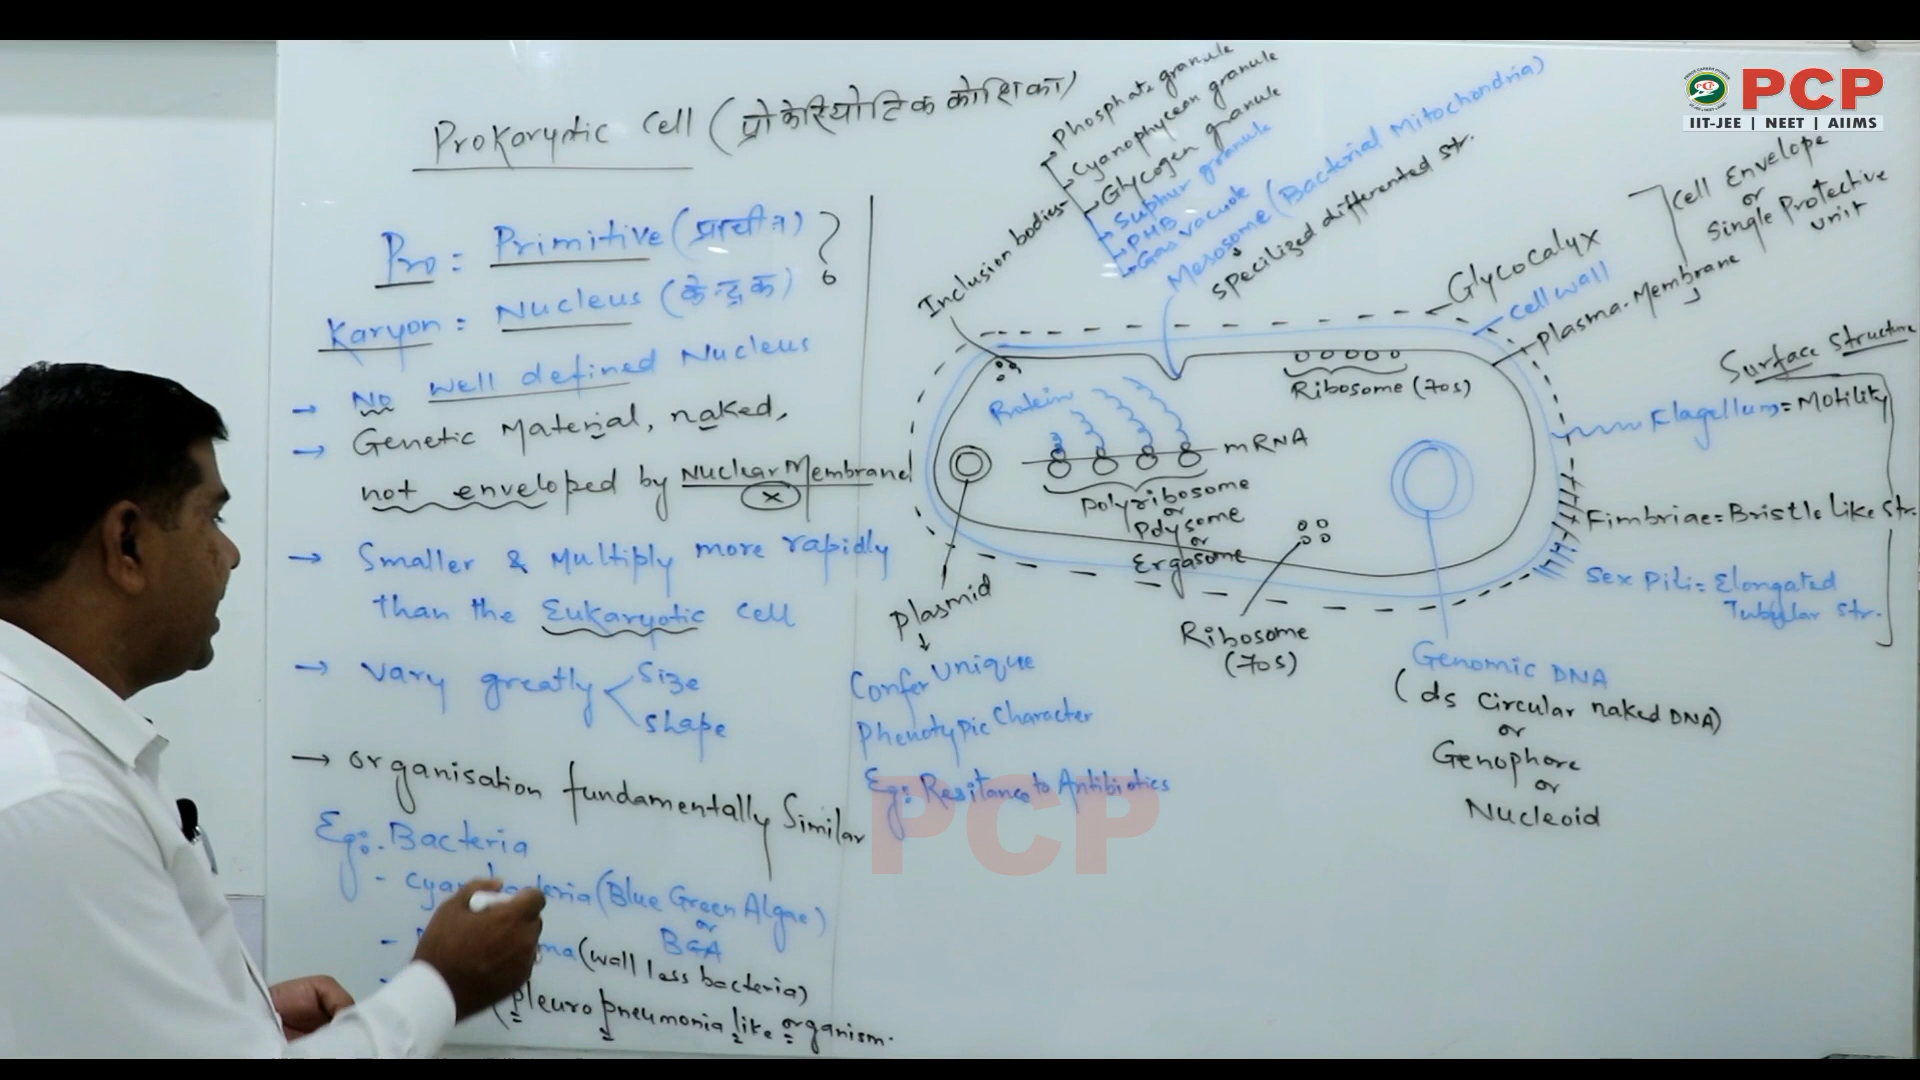 Prokaryotic Cell (प्रोकेरियोटिक कोशिका)
Pro = Primitive (प्राचीन)
Karyon = Nucleus (केन्द्रक)
→ No well defined Nucleus
→ Genetic Material, naked,
not enveloped by Nuclear Membrane
(x)
→ Smaller & Multiply more rapidly
than the Eukaryotic cell
→ Vary greatly
Size
Shape
→ organisation fundamentally Similar
Eg:. Bacteria
(Blue Green Algae)
or
BGA
(wall less bacteria)
(Pleuro pneumonia like organism.
Inclusion bodies
Phosphate granule
Cyanophycean granule
Glycogen granule
Sulphur granule
PHB
Gas vacuole
Mesosome (Bacterial Mitochondria)
specilized differented str.
Glycocalyx
cell wall
Plasma-Membrane
Cell Envelope
or
Single Protective
unit
Ribosome (70s)
Protein
mRNA
Polyribosome
or
Polysome
or
Ergasome
Plasmid
↓
Confer Unique
Phenotypic Character
Eg: Resitance to Antibiotics
Ribosome
(70s)
Genomic DNA
(ds Circular naked DNA)
or
Genophore
or
Nucleoid
Surface Structure
Flagellum = Motility
Fimbriae = Bristle Like Str.
Sex Pili = Elongated
Tubular Str.
PCP
IIT-JEE | NEET | AIIMS
PCP